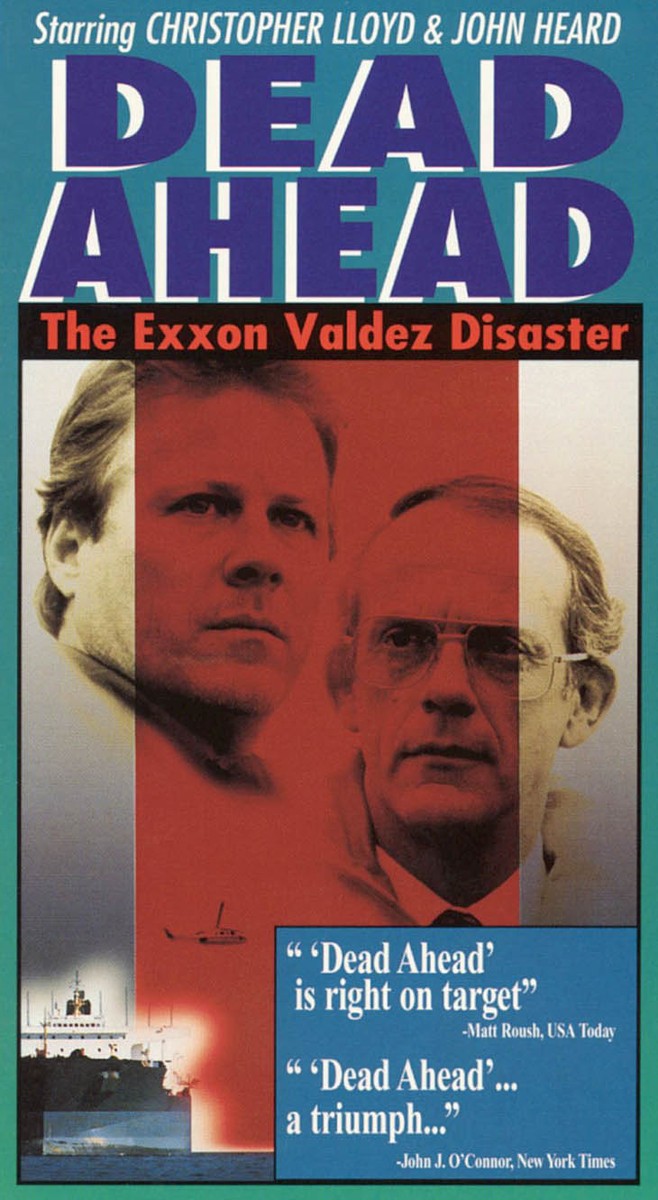 Starring CHRISTOPHER LLOYD & JOHN HEARD
DEAD
AHEAD
The Exxon Valdez Disaster
“ ‘Dead Ahead’
is right on target”
-Matt Roush, USA Today
“ ‘Dead Ahead’...
a triumph...”
-John J. O’Connor, New York Times